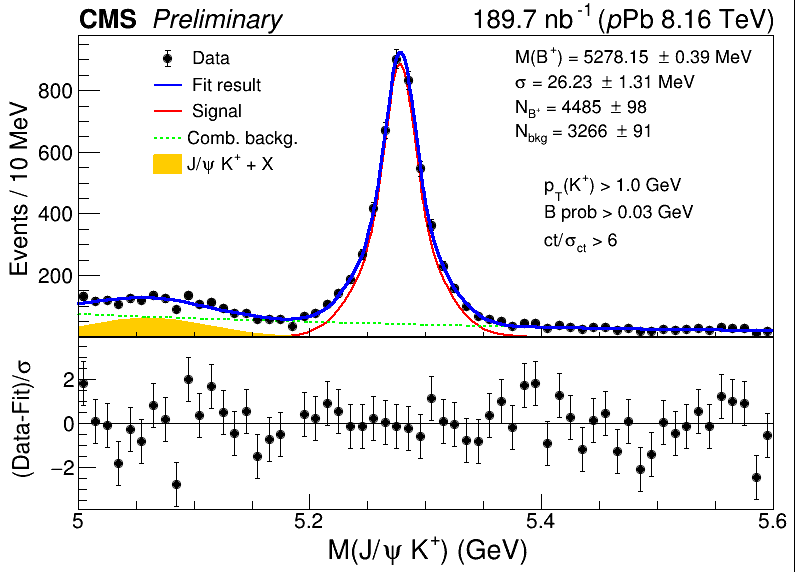 CMS Preliminary 189.7 nb⁻¹ (pPb 8.16 TeV)
Events / 10 MeV
800
600
400
200
Data
Fit result
Signal
Comb. backg.
J/ψ K⁺ + X
M(B⁺) = 5278.15 ± 0.39 MeV
σ = 26.23 ± 1.31 MeV
N_B⁺ = 4485 ± 98
N_bkg = 3266 ± 91
p_T(K⁺) > 1.0 GeV
B prob > 0.03 GeV
ct/σ_ct > 6
(Data-Fit)/σ
2
0
−2
5 5.2 5.4 5.6
M(J/ψ K⁺) (GeV)